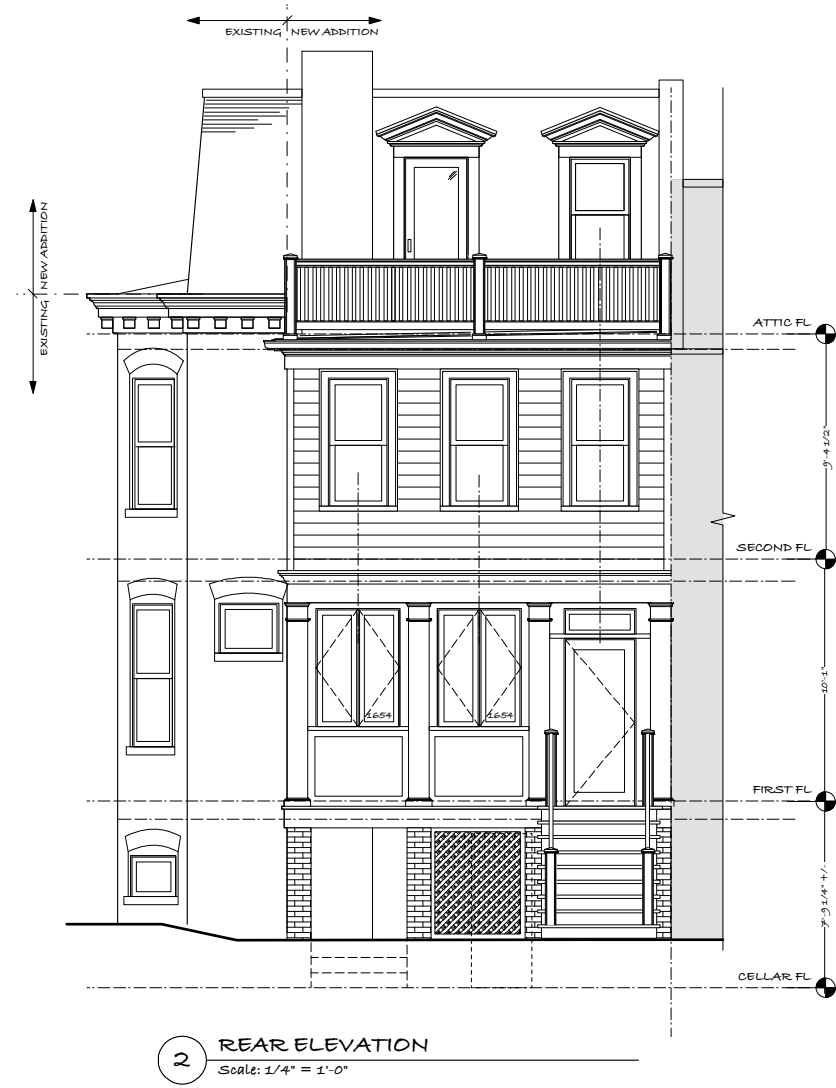 EXISTING NEW ADDITION
EXISTING NEW ADDITION
ATTIC FL
9'-4 1/2"
SECOND FL
1654
1654
10'-1"
FIRST FL
7'-9 1/4" +/-
CELLAR FL
2
REAR ELEVATION
Scale: 1/4" = 1'-0"